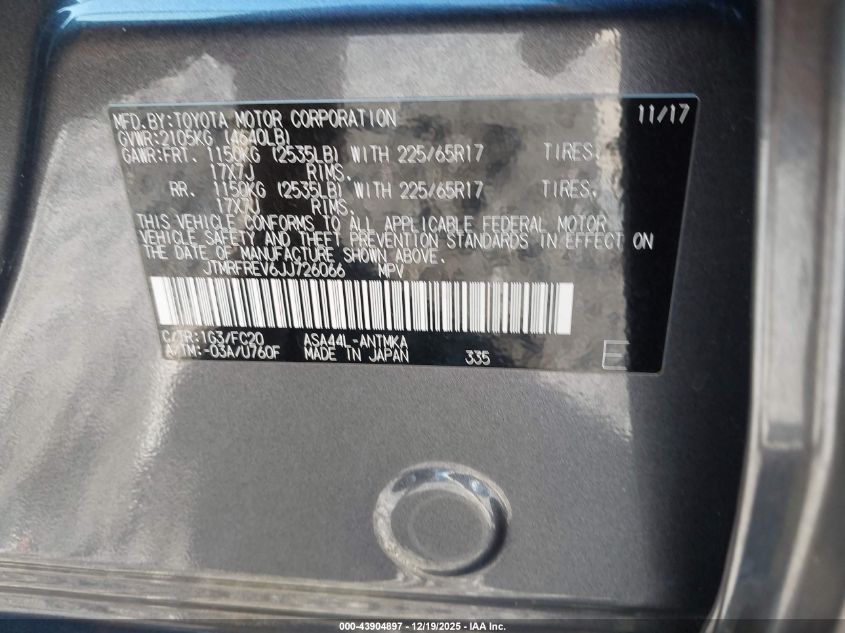 MFD.BY:TOYOTA MOTOR CORPORATION 11/17
GVWR:2105KG (4640LB)
GAWR:FRT. 1150KG (2535LB) WITH 225/65R17 TIRES,
17X7J RIMS.
RR. 1150KG (2535LB) WITH 225/65R17 TIRES,
17X7J RIMS.
THIS VEHICLE CONFORMS TO ALL APPLICABLE FEDERAL MOTOR
VEHICLE SAFETY AND THEFT PREVENTION STANDARDS IN EFFECT ON
THE DATE OF MANUFACTURE SHOWN ABOVE.
JTMRFREV6JJ726066 MPV
C/TR:1G3/FC20 ASA44L-ANTMKA
A/TM:-03A/U760F MADE IN JAPAN 335 E
000-43904897 - 12/19/2025 - IAA Inc.